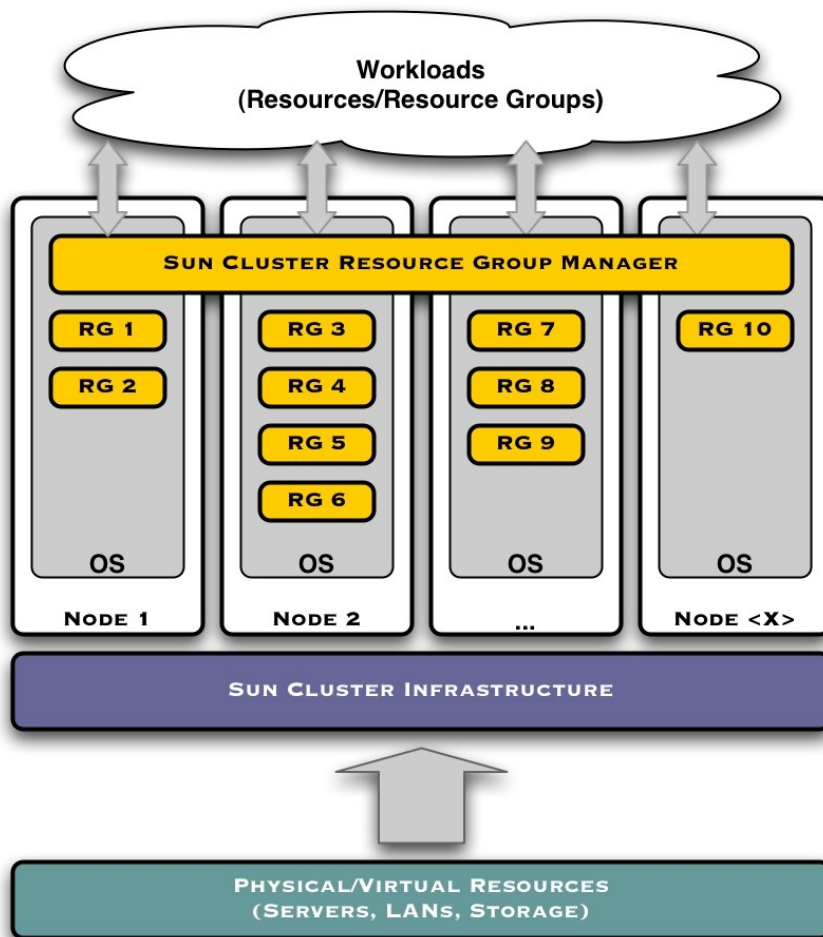 Workloads
(Resources/Resource Groups)
SUN CLUSTER RESOURCE GROUP MANAGER
RG 1
RG 3
RG 7
RG 10
RG 2
RG 4
RG 8
RG 5
RG 9
RG 6
OS
OS
OS
OS
NODE 1
NODE 2
...
NODE <X>
SUN CLUSTER INFRASTRUCTURE
PHYSICAL/VIRTUAL RESOURCES
(SERVERS, LANS, STORAGE)